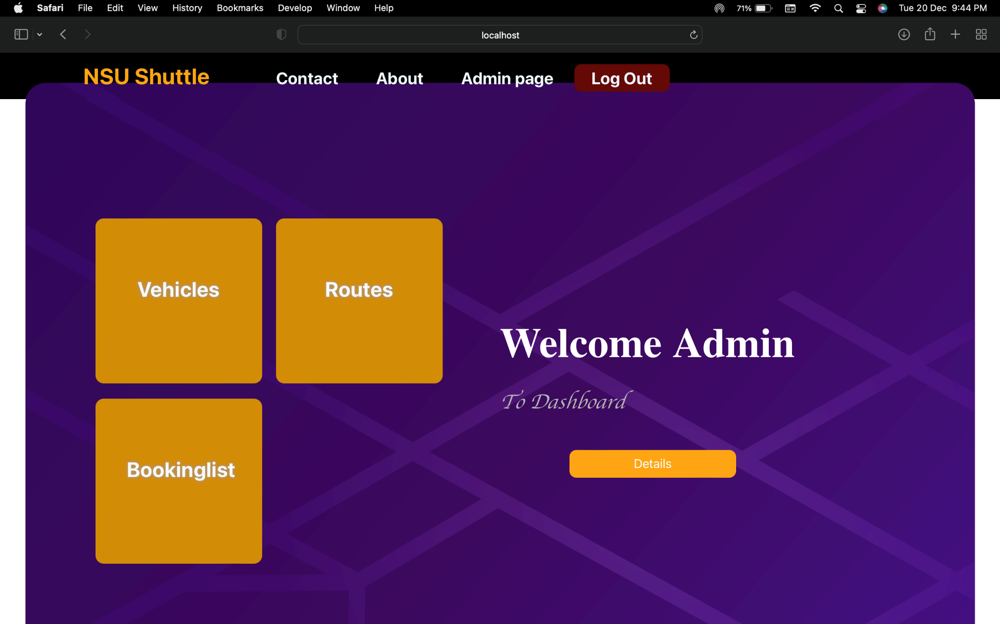 Safari File Edit View History Bookmarks Develop Window Help 71% Tue 20 Dec 9:44 PM
localhost
NSU Shuttle Contact About Admin page Log Out
Vehicles Routes
Bookinglist
Welcome Admin
To Dashboard
Details